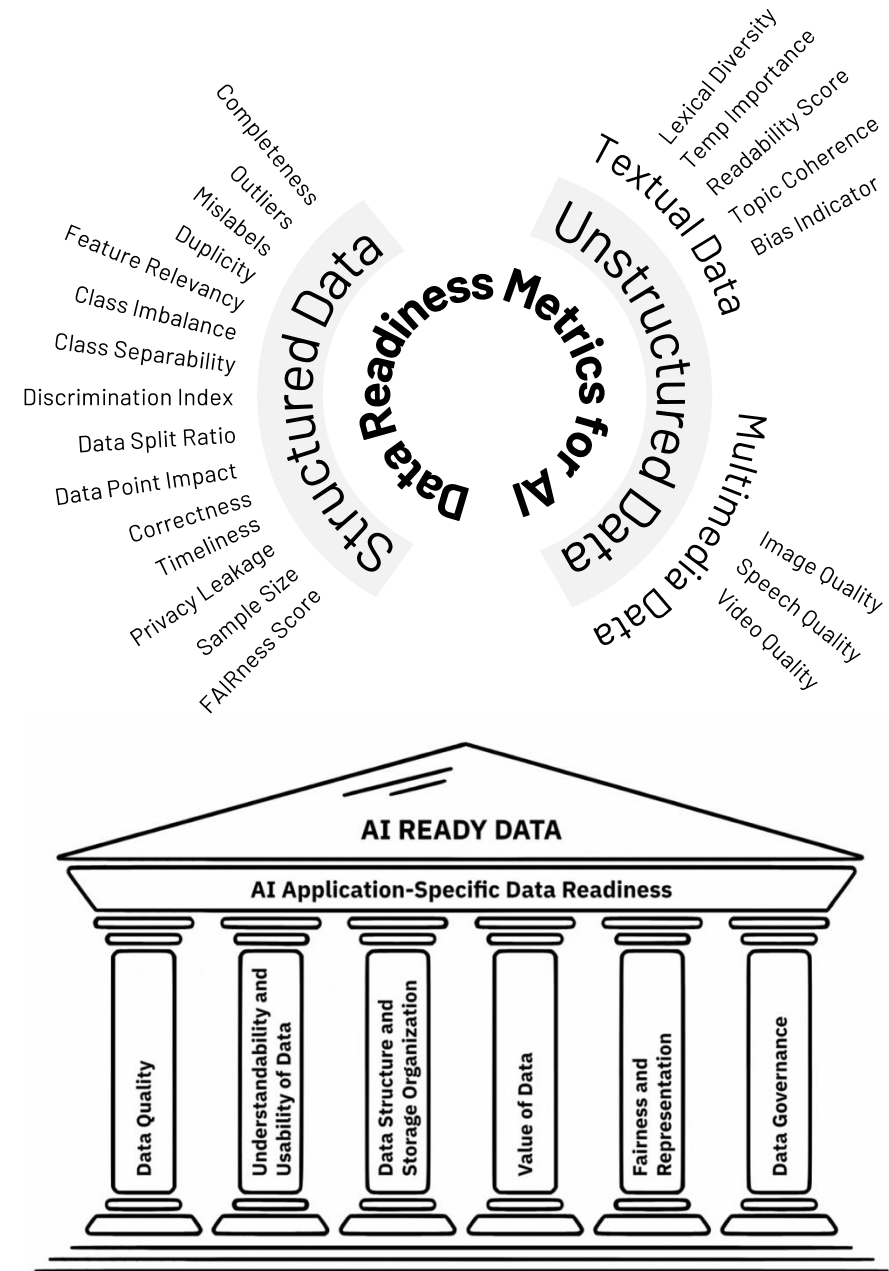 Data Readiness Metrics for AI
Structured Data
Completeness
Outliers
Mislabels
Duplicity
Feature Relevancy
Class Imbalance
Class Separability
Discrimination Index
Data Split Ratio
Data Point Impact
Correctness
Timeliness
Privacy Leakage
Sample Size
FAIRness Score
Unstructured Data
Textual Data
Lexical Diversity
Temp Importance
Readability Score
Topic Coherence
Bias Indicator
Multimedia Data
Image Quality
Speech Quality
Video Quality
AI READY DATA
AI Application-Specific Data Readiness
Data Quality
Understandability and
Usability of Data
Data Structure and
Storage Organization
Value of Data
Fairness and
Representation
Data Governance